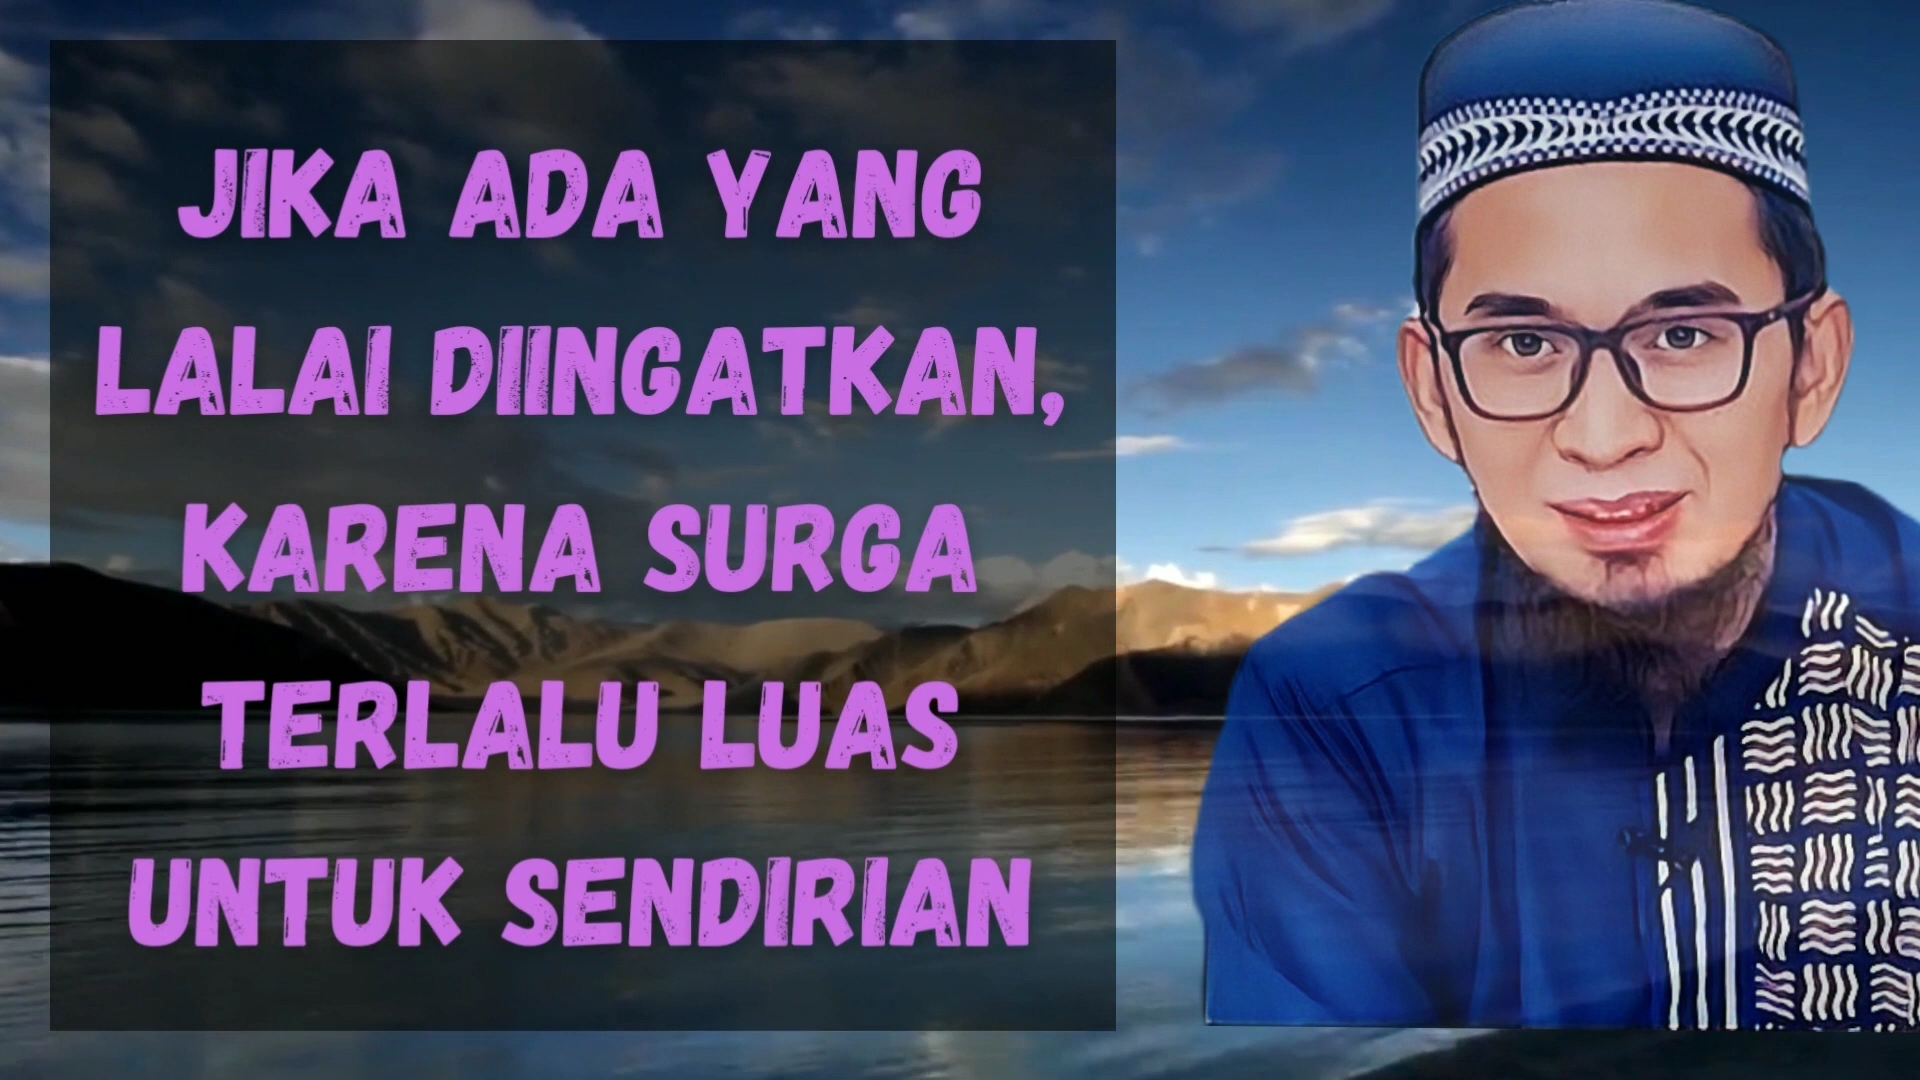 JIKA ADA YANG
LALAI DIINGATKAN,
KARENA SURGA
TERLALU LUAS
UNTUK SENDIRIAN